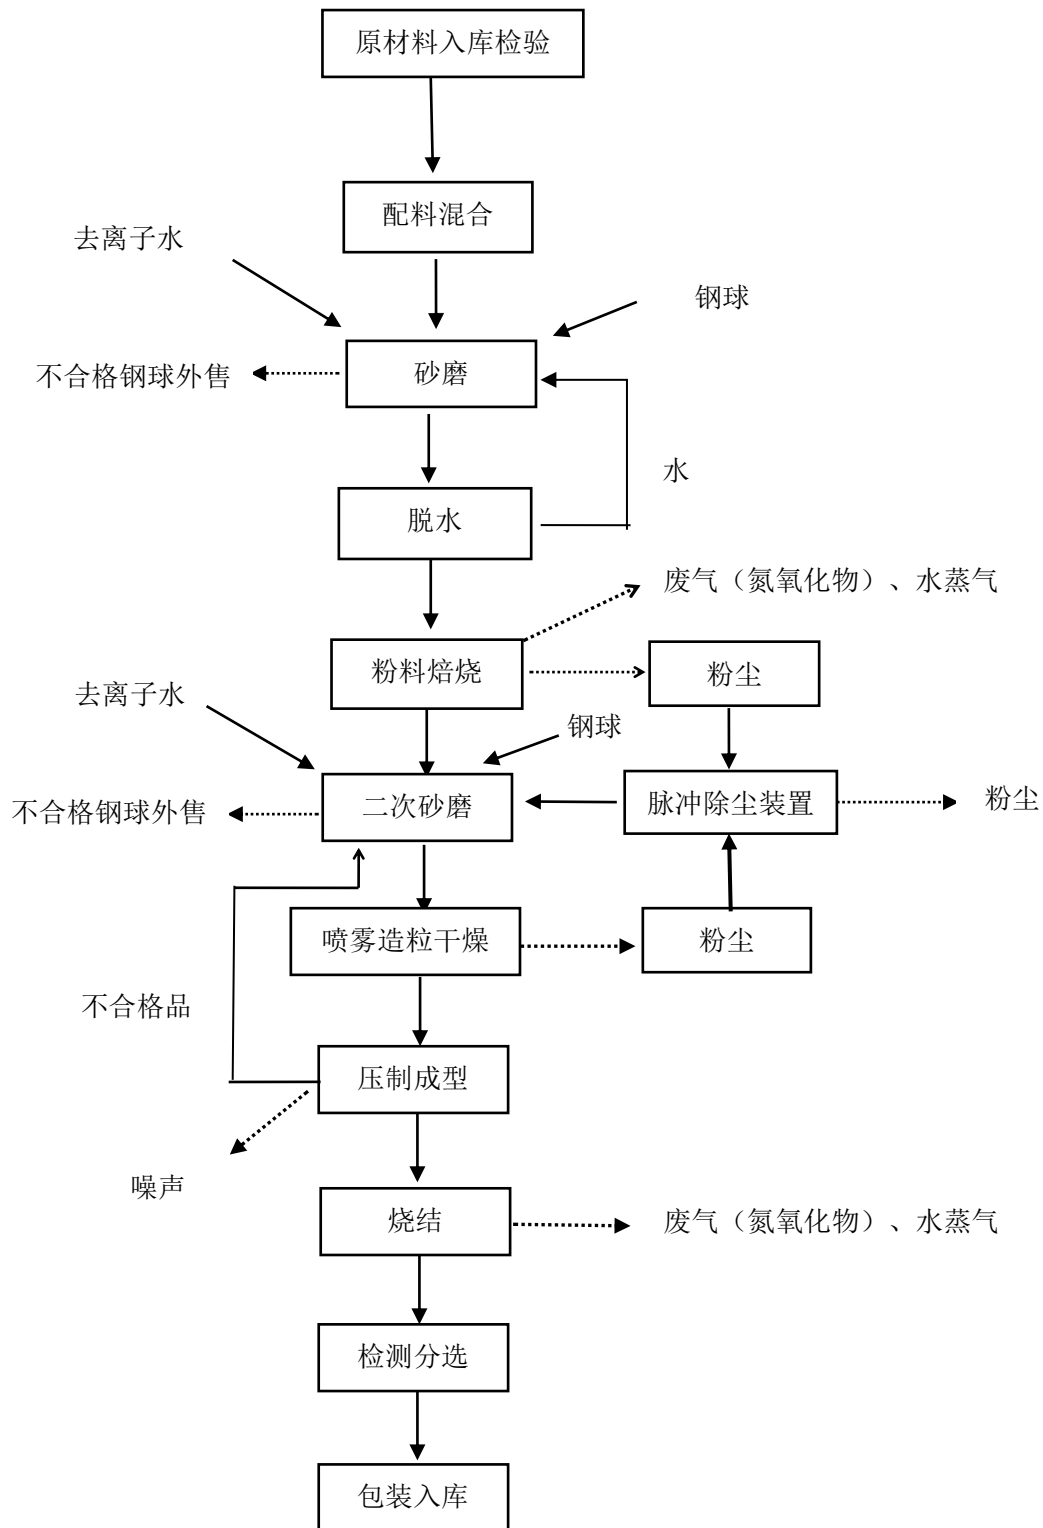 原材料入库检验
配料混合
去离子水
钢球
不合格钢球外售
砂磨
水
脱水
废气（氮氧化物）、水蒸气
粉料焙烧
粉尘
去离子水
钢球
不合格钢球外售
二次砂磨
脉冲除尘装置
粉尘
喷雾造粒干燥
粉尘
不合格品
压制成型
噪声
烧结
废气（氮氧化物）、水蒸气
检测分选
包装入库